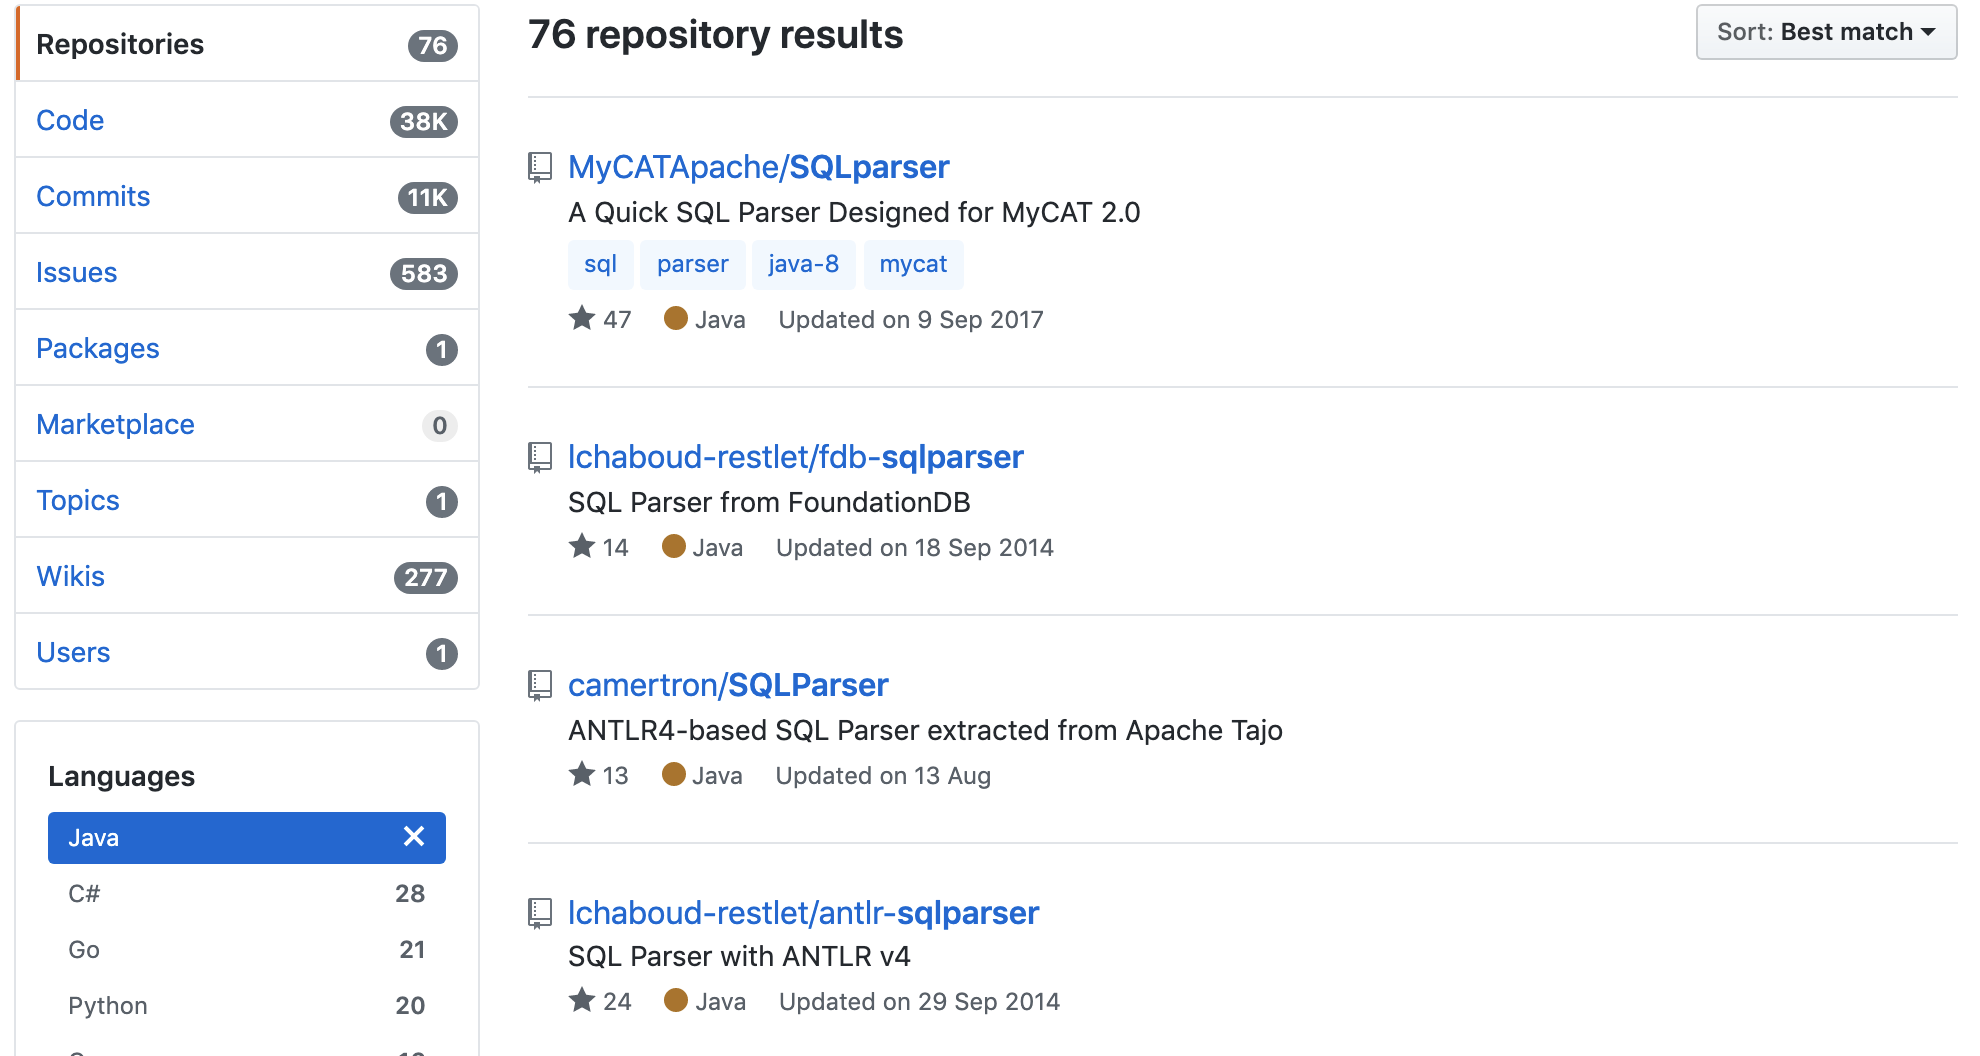 Repositories 76
Code 38K
Commits 11K
Issues 583
Packages 1
Marketplace 0
Topics 1
Wikis 277
Users 1
Languages
Java
C# 28
Go 21
Python 20
76 repository results
Sort: Best match
MyCATApache/SQLparser
A Quick SQL Parser Designed for MyCAT 2.0
sql parser java-8 mycat
47 Java Updated on 9 Sep 2017
lchaboud-restlet/fdb-sqlparser
SQL Parser from FoundationDB
14 Java Updated on 18 Sep 2014
camertron/SQLParser
ANTLR4-based SQL Parser extracted from Apache Tajo
13 Java Updated on 13 Aug
lchaboud-restlet/antlr-sqlparser
SQL Parser with ANTLR v4
24 Java Updated on 29 Sep 2014